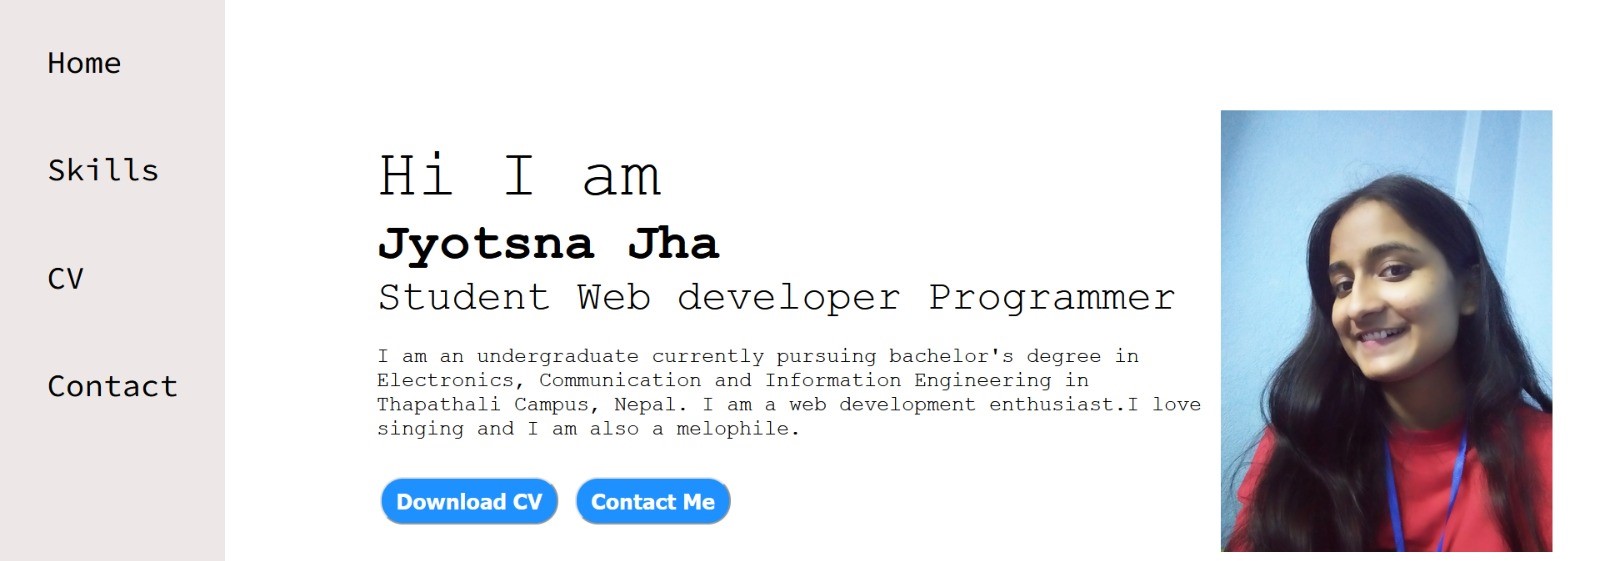 Home
Skills
CV
Contact
Hi I am
Jyotsna Jha
Student Web developer Programmer
I am an undergraduate currently pursuing bachelor's degree in
Electronics, Communication and Information Engineering in
Thapathali Campus, Nepal. I am a web development enthusiast.I love
singing and I am also a melophile.
Download CV Contact Me